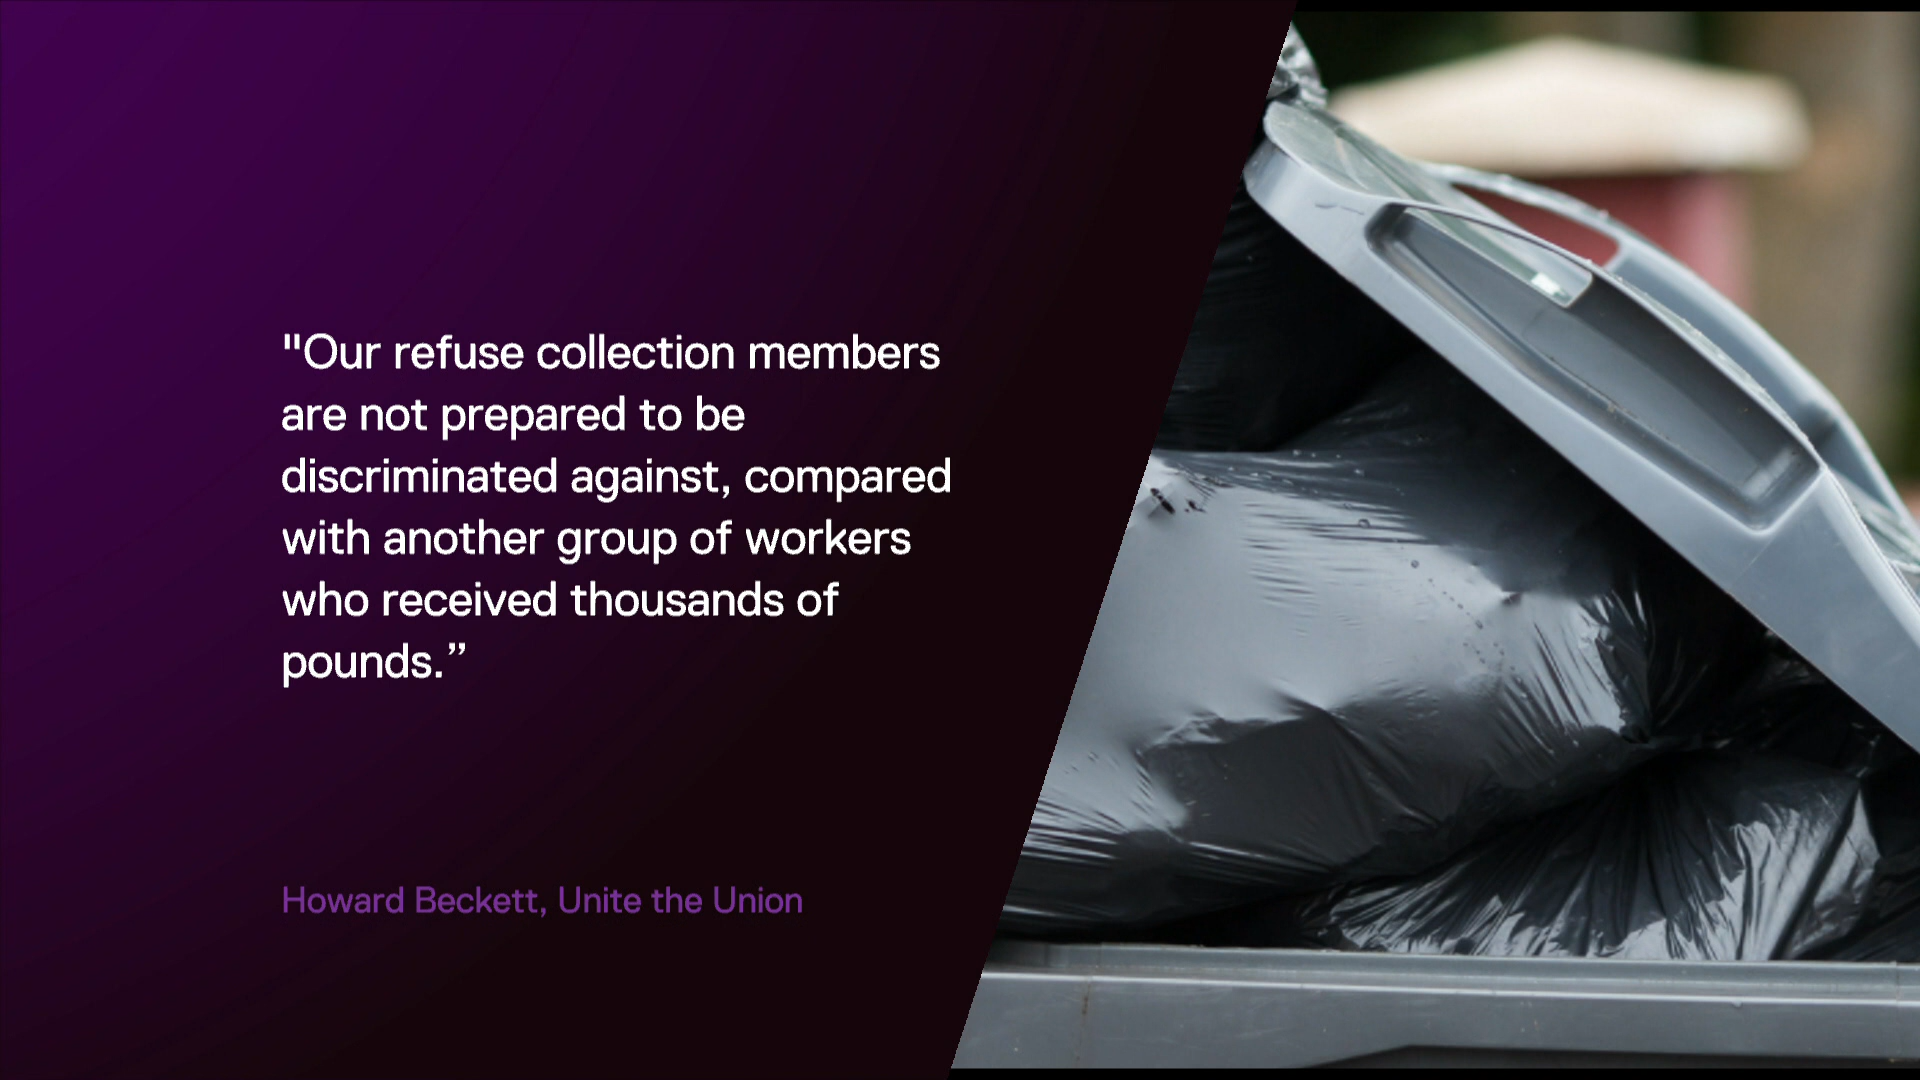 "Our refuse collection members
are not prepared to be
discriminated against, compared
with another group of workers
who received thousands of
pounds.”
Howard Beckett, Unite the Union